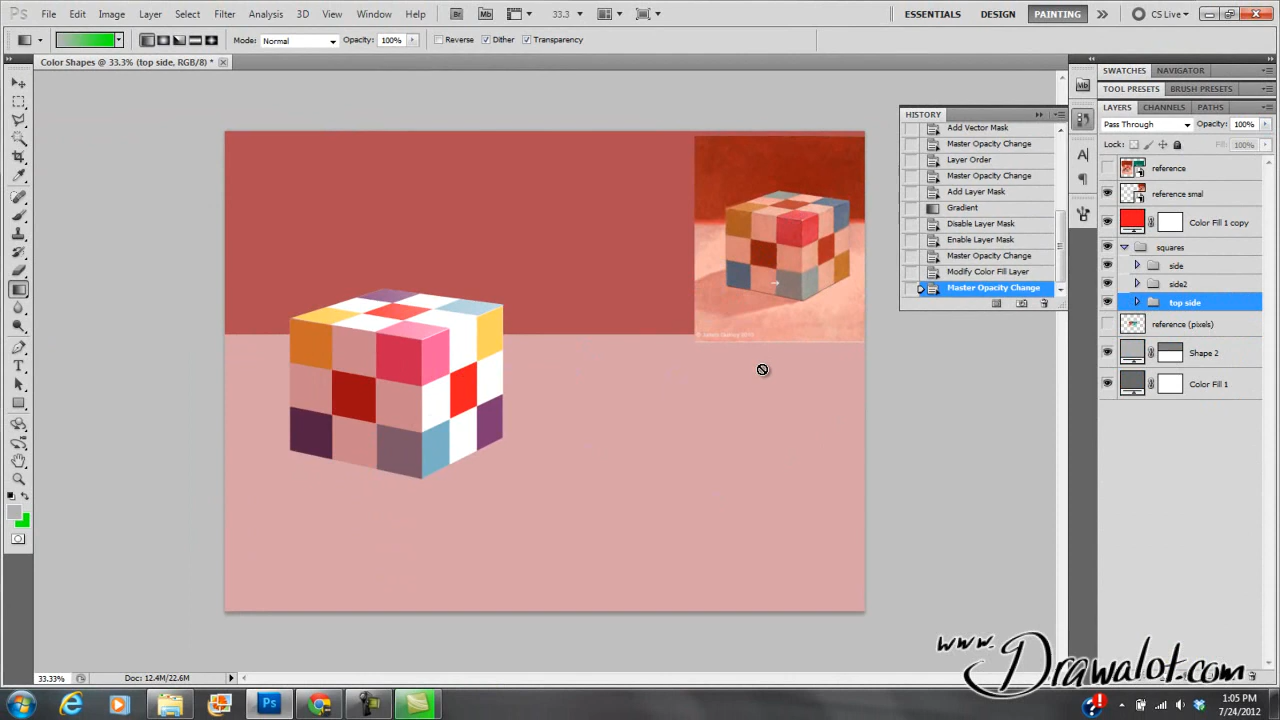 Ps File Edit Image Layer Select Filter Analysis 3D View Window Help Br Mb 33.3 ESSENTIALS DESIGN PAINTING CS Live
Mode: Normal Opacity: 100% Reverse Dither Transparency
Color Shapes @ 33.3% (top side, RGB/8) *
SWATCHES NAVIGATOR
TOOL PRESETS BRUSH PRESETS
LAYERS CHANNELS PATHS
Pass Through Opacity: 100%
Lock: Fill: 100%
reference
reference smal
Color Fill 1 copy
squares
side
side2
top side
reference (pixels)
Shape 2
Color Fill 1
HISTORY
Add Vector Mask
Master Opacity Change
Layer Order
Master Opacity Change
Add Layer Mask
Gradient
Disable Layer Mask
Enable Layer Mask
Master Opacity Change
Modify Color Fill Layer
Master Opacity Change
33.33% Doc: 12.4M/22.6M
www.Drawalot.com
Ps
1:05 PM
7/24/2012